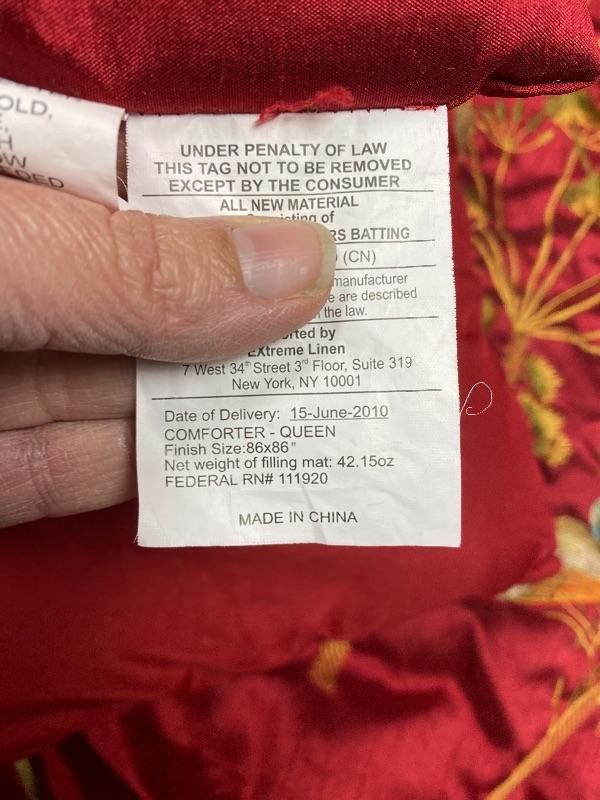 OLD,
H
OW
UNDER PENALTY OF LAW
THIS TAG NOT TO BE REMOVED
EXCEPT BY THE CONSUMER
ALL NEW MATERIAL
of
BATTING
(CN)
manufacturer
are described
the law.
by
Extreme Linen
7 West 34th Street 3rd Floor, Suite 319
New York, NY 10001
Date of Delivery: 15-June-2010
COMFORTER - QUEEN
Finish Size:86x86"
Net weight of filling mat: 42.15oz
FEDERAL RN# 111920
MADE IN CHINA